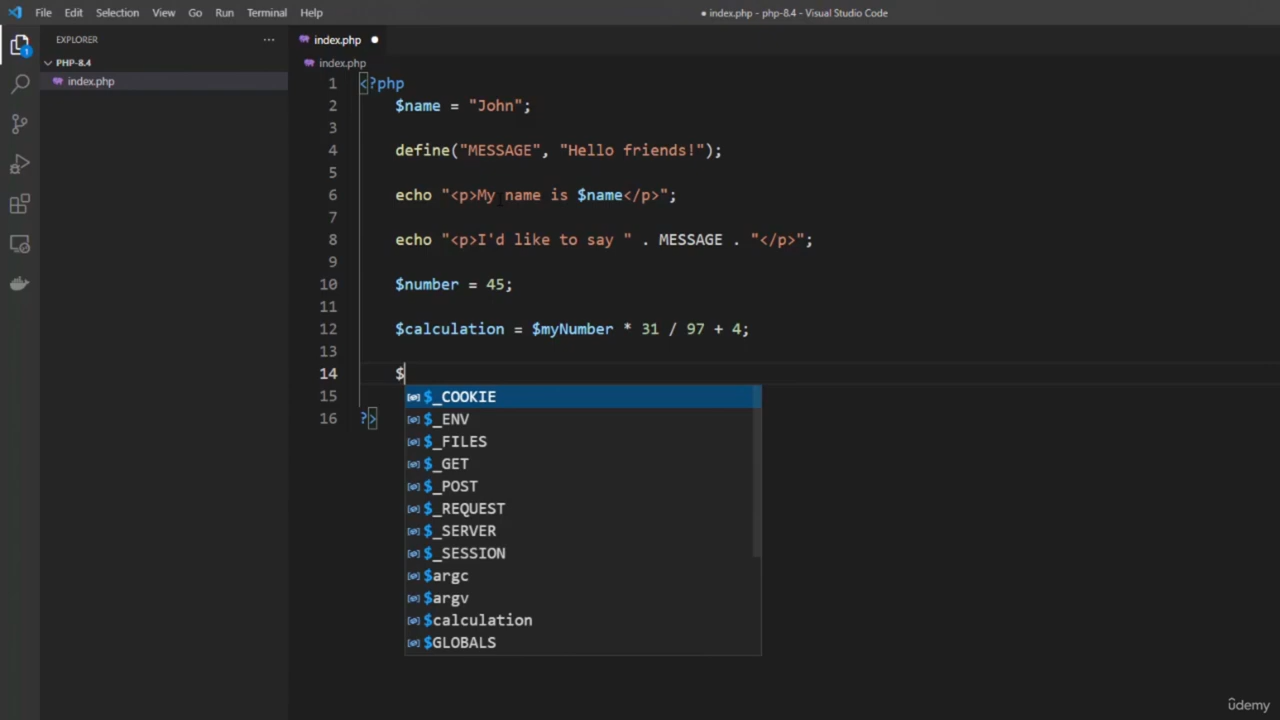 File Edit Selection View Go Run Terminal Help ● index.php - php-8.4 - Visual Studio Code
EXPLORER ... index.php ●
PHP-8.4 index.php
index.php
1
1 <?php
2 $name = "John";
3
4 define("MESSAGE", "Hello friends!");
5
6 echo "<p>My name is $name</p>";
7
8 echo "<p>I'd like to say " . MESSAGE . "</p>";
9
10 $number = 45;
11
12 $calculation = $myNumber * 31 / 97 + 4;
13
14 $
15 $_COOKIE
$_ENV
16 ?>
$_FILES
$_GET
$_POST
$_REQUEST
$_SERVER
$_SESSION
$argc
$argv
$calculation
$GLOBALS
ûdemy